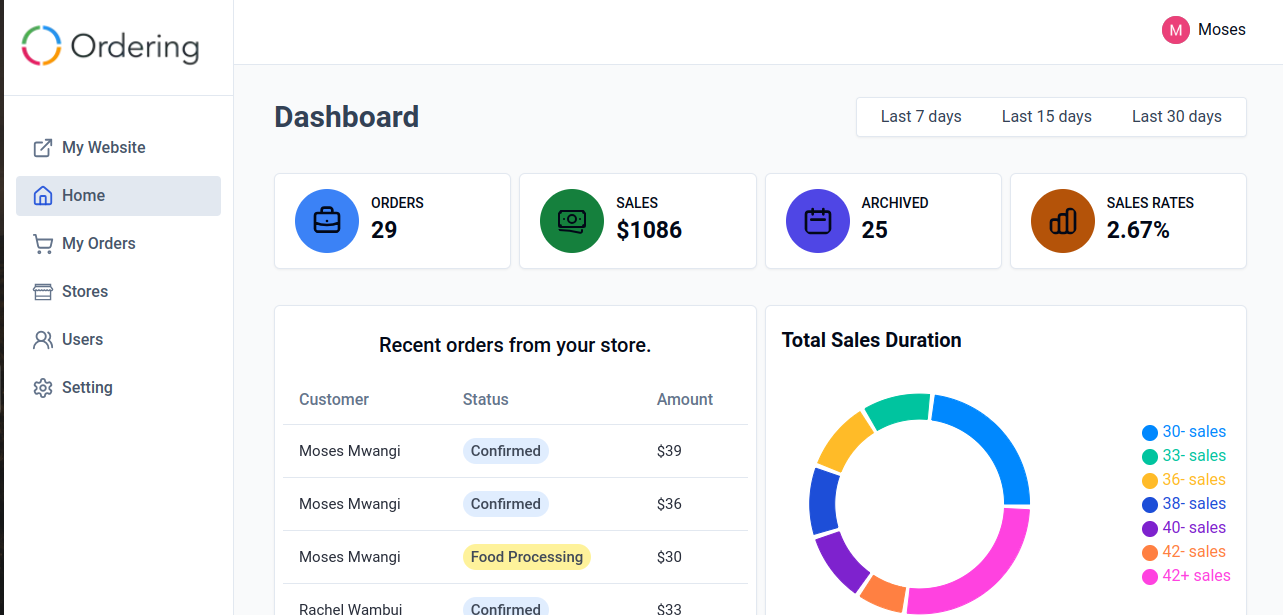 Ordering
M Moses
My Website
Home
My Orders
Stores
Users
Setting
Dashboard
Last 7 days Last 15 days Last 30 days
ORDERS
29
SALES
$1086
ARCHIVED
25
SALES RATES
2.67%
Recent orders from your store.
Customer Status Amount
Moses Mwangi Confirmed $39
Moses Mwangi Confirmed $36
Moses Mwangi Food Processing $30
Rachel Wambui Confirmed $33
Total Sales Duration
30- sales
33- sales
36- sales
38- sales
40- sales
42- sales
42+ sales